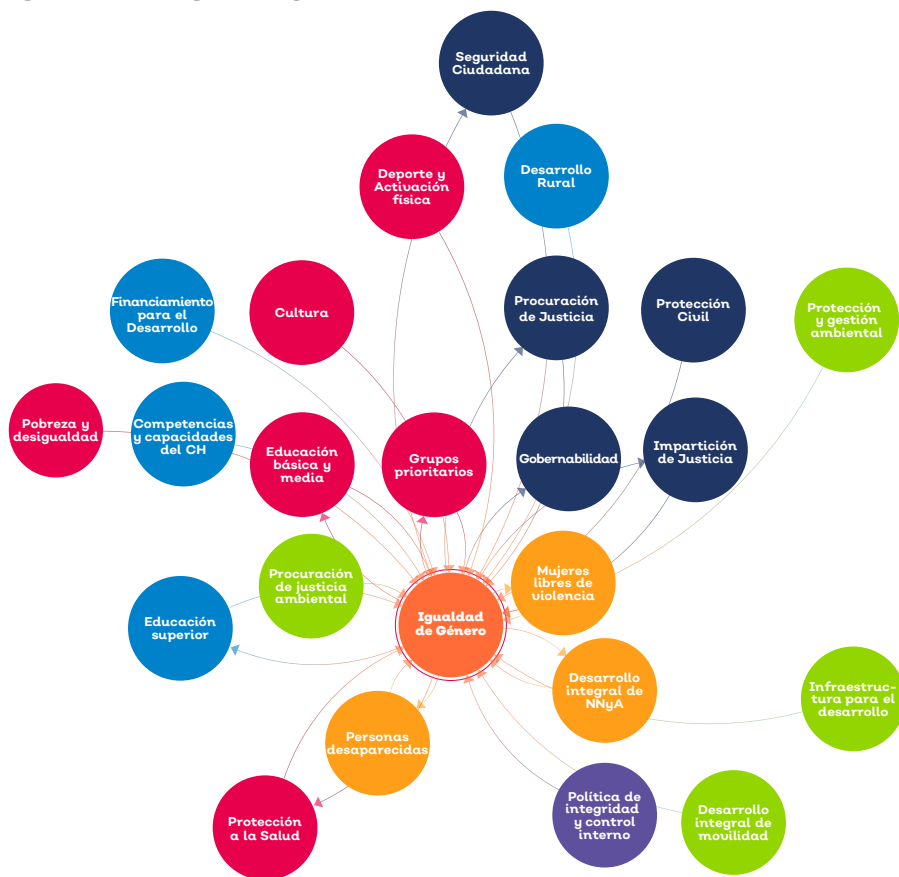 Seguridad
Ciudadana
Deporte y
Activación
física
Desarrollo
Rural
Financiamiento
para el
Desarrollo
Cultura
Procuración
de Justicia
Protección
Civil
Protección
y gestión
ambiental
Pobreza y
desigualdad
Competencias
y capacidades
del CH
Educación
básica y
media
Grupos
prioritarios
Gobernabilidad
Impartición
de Justicia
Procuración
de justicia
ambiental
Mujeres
libres de
violencia
Educación
superior
Igualdad
de Género
Desarrollo
integral de
NNyA
Infraestruc-
tura para el
desarrollo
Personas
desaparecidas
Protección
a la Salud
Política de
integridad
y control
interno
Desarrollo
integral de
movilidad